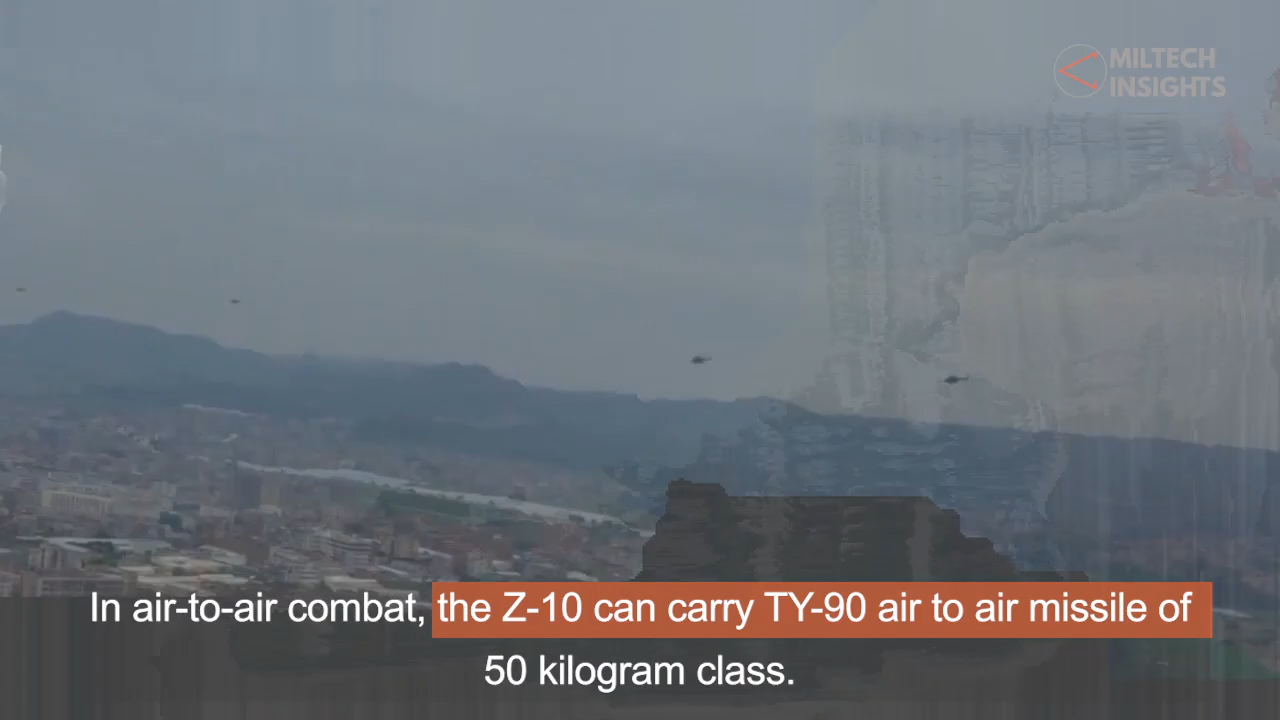 MILTECH
INSIGHTS
In air-to-air combat, the Z-10 can carry TY-90 air to air missile of
50 kilogram class.